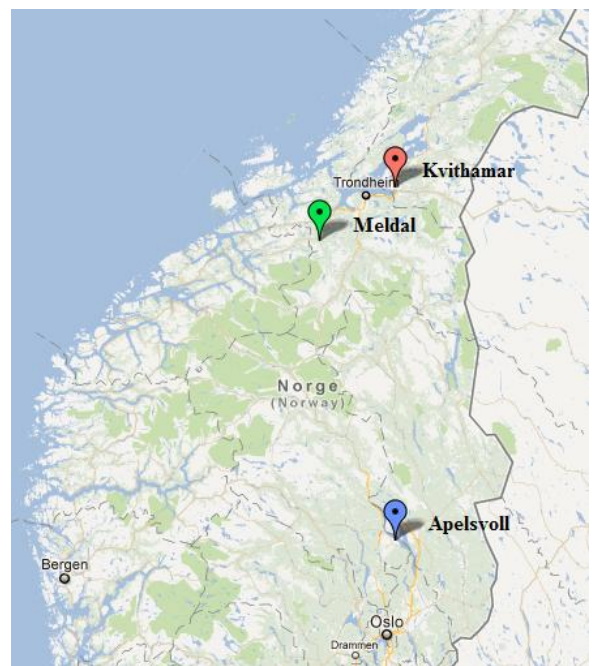 Kvithamar
Trondheim
Meldal
Norge
(Norway)
Apelsvoll
Bergen
Oslo
Drammen